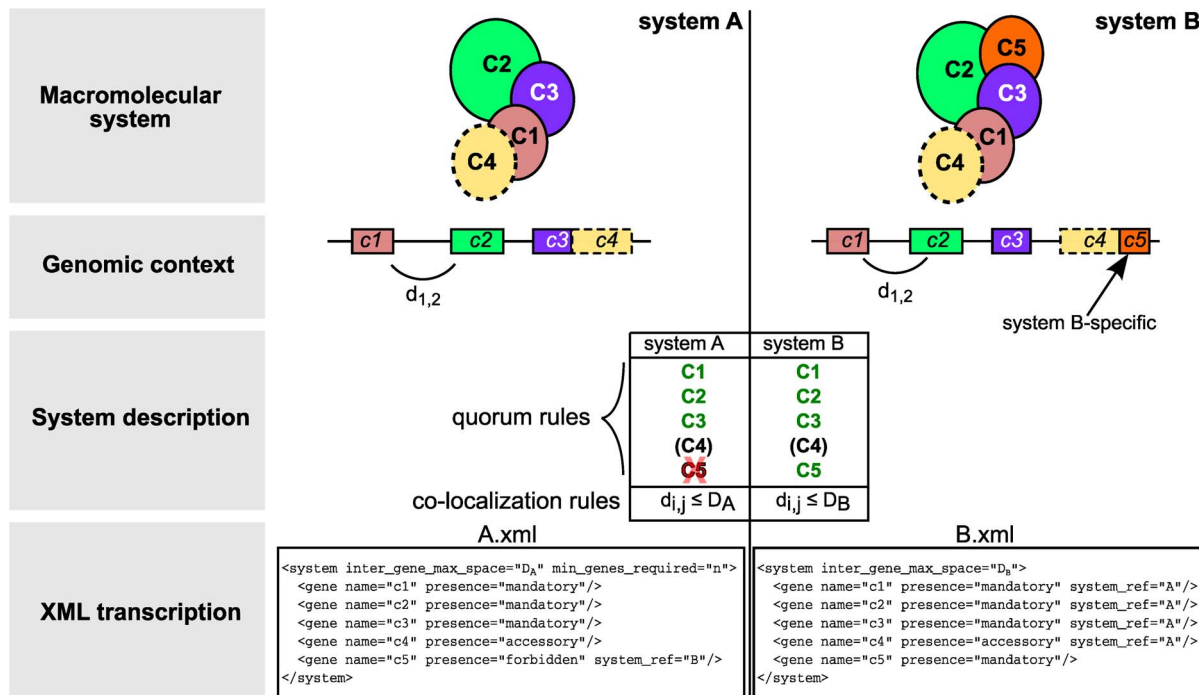 system A
system B
Macromolecular
system
C2
C3
C1
C4
C5
C2
C3
C1
C4
Genomic context
c1
c2
c3
c4
d1,2
c1
c2
c3
c4
c5
d1,2
system B-specific
System description
system A
system B
quorum rules
C1
C1
C2
C2
C3
C3
(C4)
(C4)
C5
C5
co-localization rules
di,j ≤ DA
di,j ≤ DB
XML transcription
A.xml
<system inter_gene_max_space="DA" min_genes_required="n">
<gene name="c1" presence="mandatory"/>
<gene name="c2" presence="mandatory"/>
<gene name="c3" presence="mandatory"/>
<gene name="c4" presence="accessory"/>
<gene name="c5" presence="forbidden" system_ref="B"/>
</system>
B.xml
<system inter_gene_max_space="DB">
<gene name="c1" presence="mandatory" system_ref="A"/>
<gene name="c2" presence="mandatory" system_ref="A"/>
<gene name="c3" presence="mandatory" system_ref="A"/>
<gene name="c4" presence="accessory" system_ref="A"/>
<gene name="c5" presence="mandatory"/>
</system>